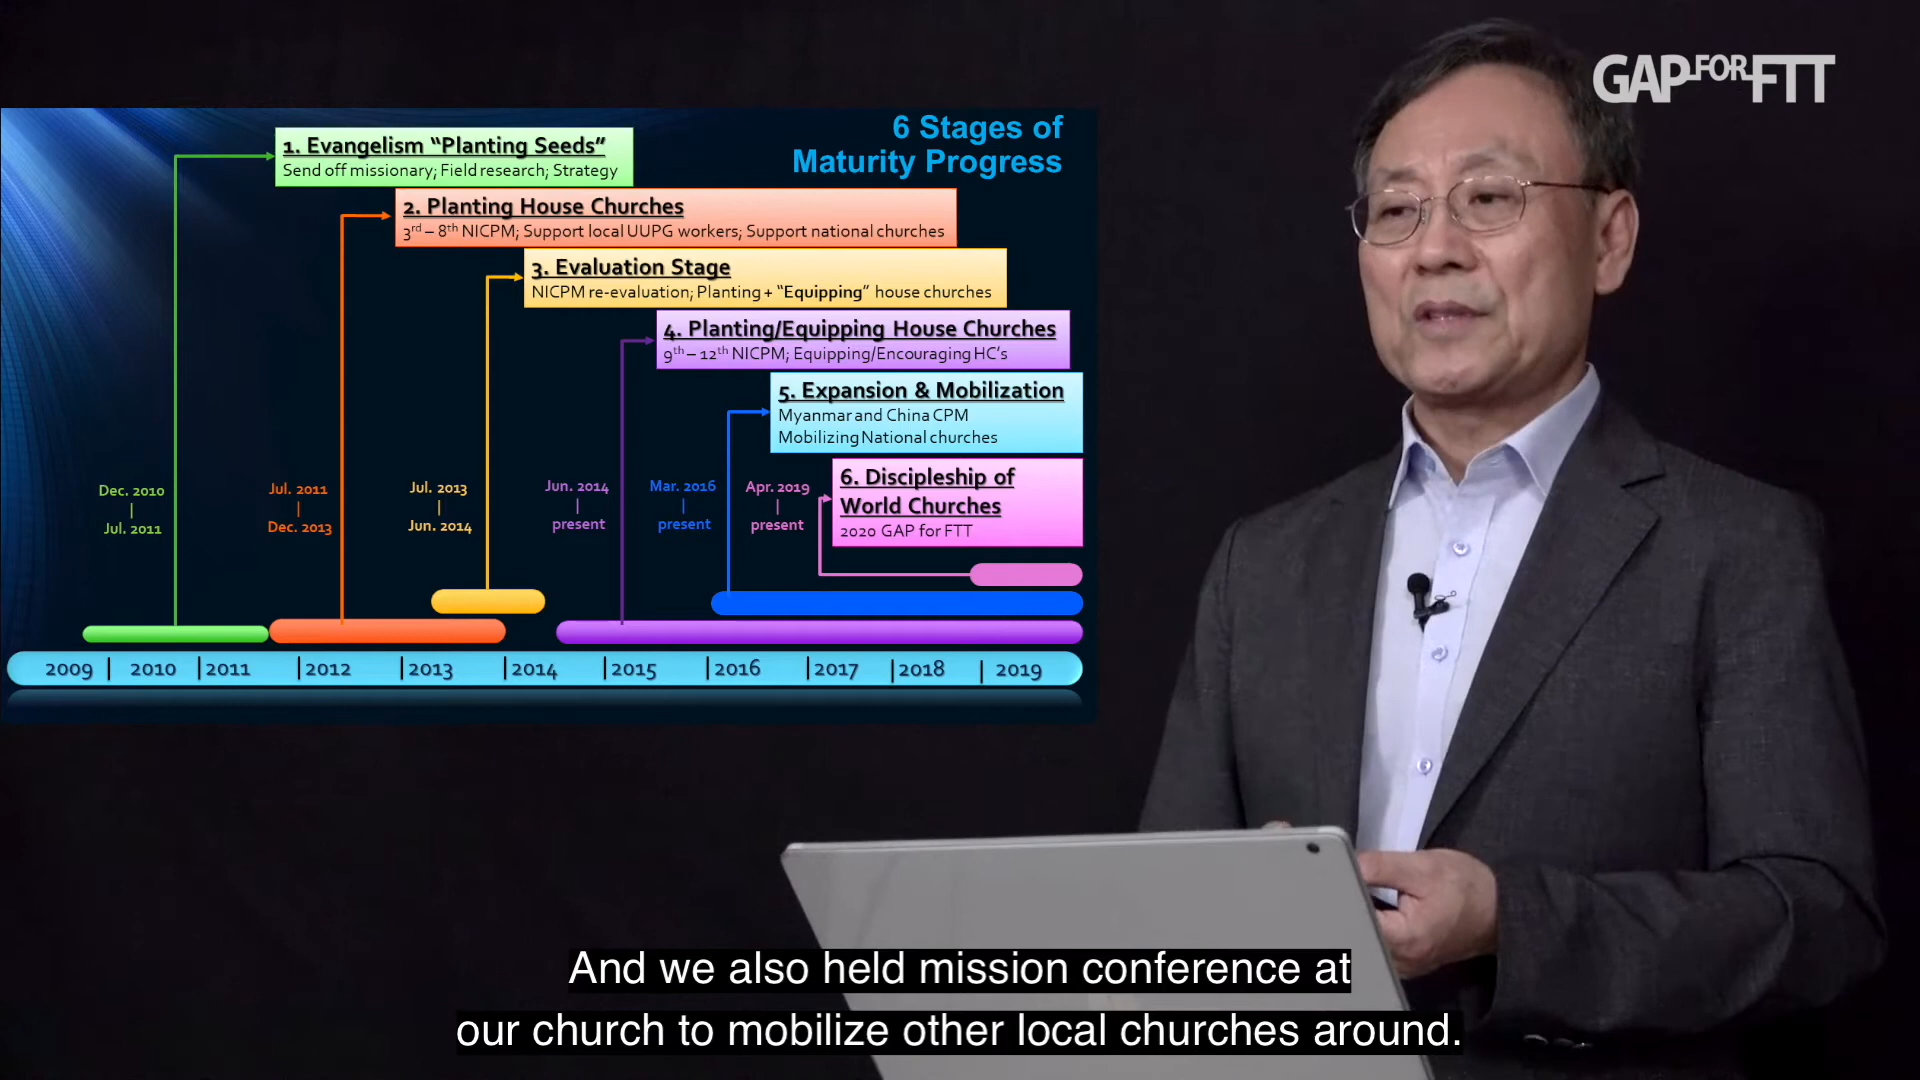 GAP FOR FTT
6 Stages of
Maturity Progress
1. Evangelism “Planting Seeds”
Send off missionary; Field research; Strategy
2. Planting House Churches
3rd – 8th NICPM; Support local UUPG workers; Support national churches
3. Evaluation Stage
NICPM re-evaluation; Planting + “Equipping” house churches
4. Planting/Equipping House Churches
9th – 12th NICPM; Equipping/Encouraging HC’s
5. Expansion & Mobilization
Myanmar and China CPM
Mobilizing National churches
6. Discipleship of
World Churches
2020 GAP for FTT
Dec. 2010
|
Jul. 2011
Jul. 2011
|
Dec. 2013
Jul. 2013
|
Jun. 2014
Jun. 2014
|
present
Mar. 2016
|
present
Apr. 2019
|
present
2009 | 2010 | 2011 | 2012 | 2013 | 2014 | 2015 | 2016 | 2017 | 2018 | 2019
And we also held mission conference at
our church to mobilize other local churches around.